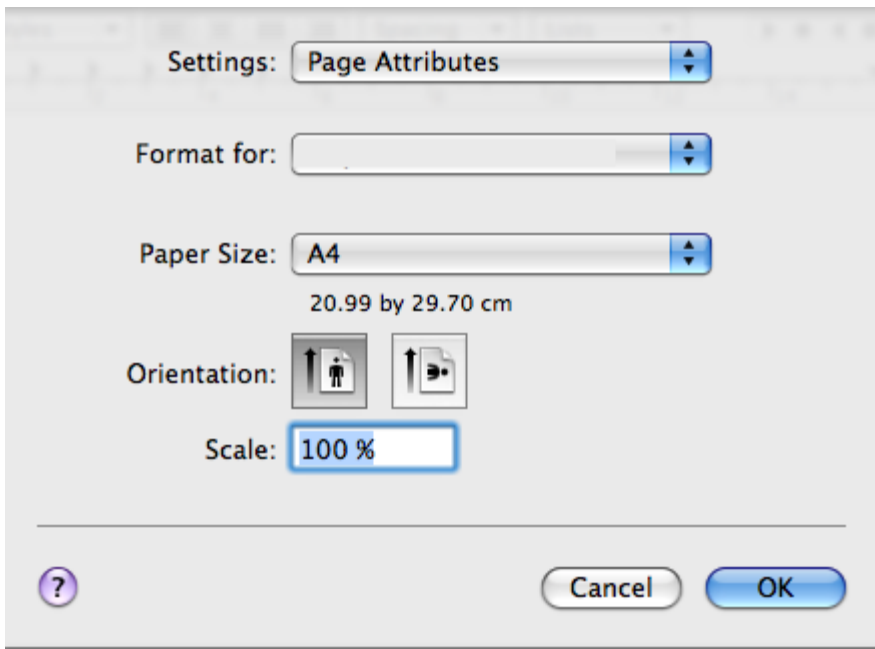 Settings: Page Attributes
Format for:
Paper Size: A4
20.99 by 29.70 cm
Orientation:
Scale: 100 %
? Cancel OK